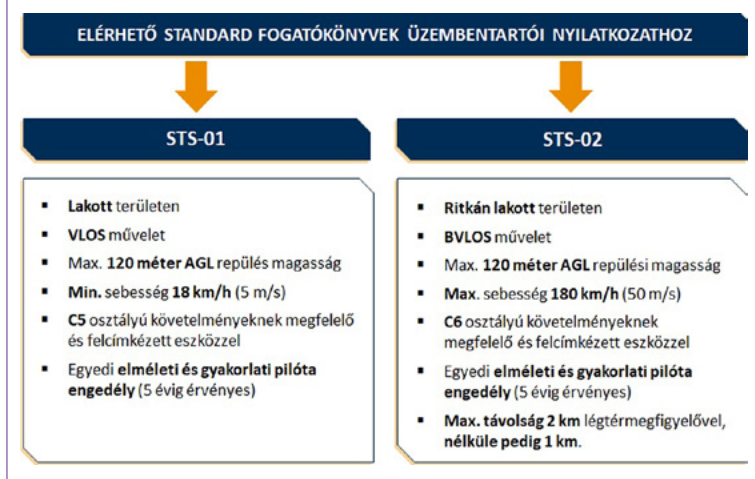 ELÉRHETŐ STANDARD FOGATÓKÖNYVEK ÜZEMBENTARTÓI NYILATKOZATHOZ
STS-01
▪ Lakott területen
▪ VLOS művelet
▪ Max. 120 méter AGL repülés magasság
▪ Min. sebesség 18 km/h (5 m/s)
▪ C5 osztályú követelményeknek megfelelő
és felcímkézett eszközzel
▪ Egyedi elméleti és gyakorlati pilóta
engedély (5 évig érvényes)
STS-02
▪ Ritkán lakott területen
▪ BVLOS művelet
▪ Max. 120 méter AGL repülési magasság
▪ Max. sebesség 180 km/h (50 m/s)
▪ C6 osztályú követelményeknek
megfelelő és felcímkézett eszközzel
▪ Egyedi elméleti és gyakorlati pilóta
engedély (5 évig érvényes)
▪ Max. távolság 2 km légtérmegfigyelővel,
nélküle pedig 1 km.